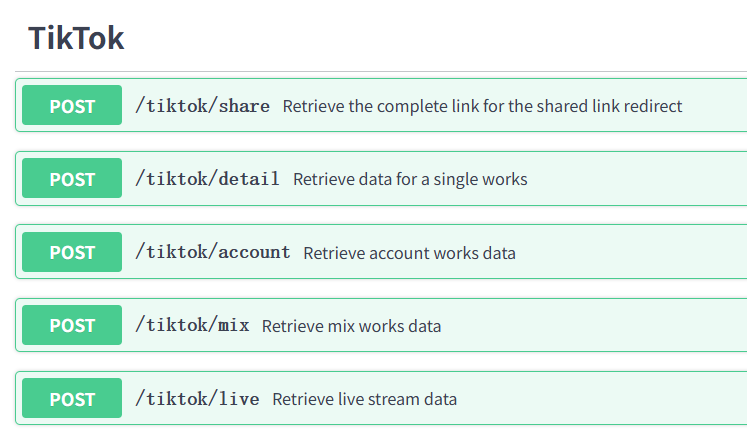 TikTok
POST /tiktok/share Retrieve the complete link for the shared link redirect
POST /tiktok/detail Retrieve data for a single works
POST /tiktok/account Retrieve account works data
POST /tiktok/mix Retrieve mix works data
POST /tiktok/live Retrieve live stream data